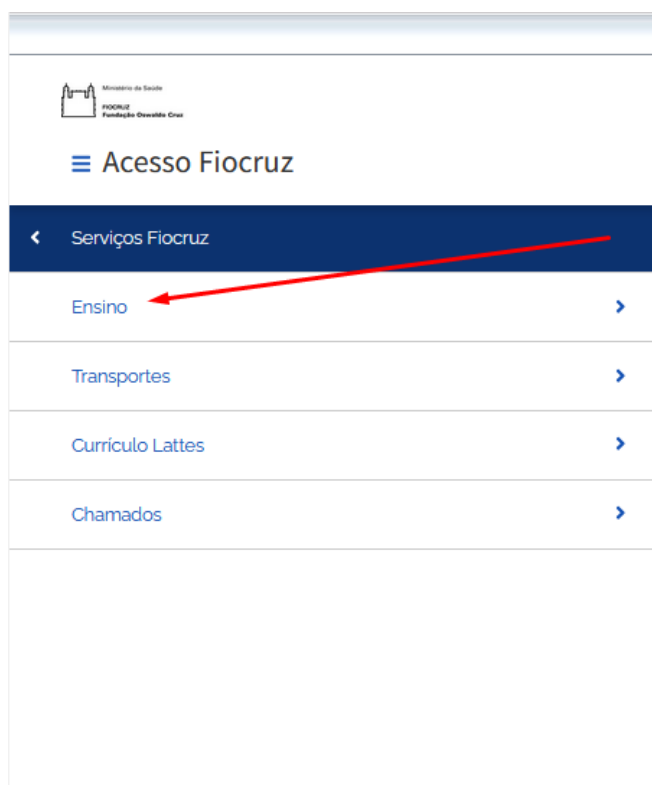 Ministério da Saúde
FIOCRUZ
Fundação Oswaldo Cruz
Acesso Fiocruz
Serviços Fiocruz
Ensino
Transportes
Currículo Lattes
Chamados